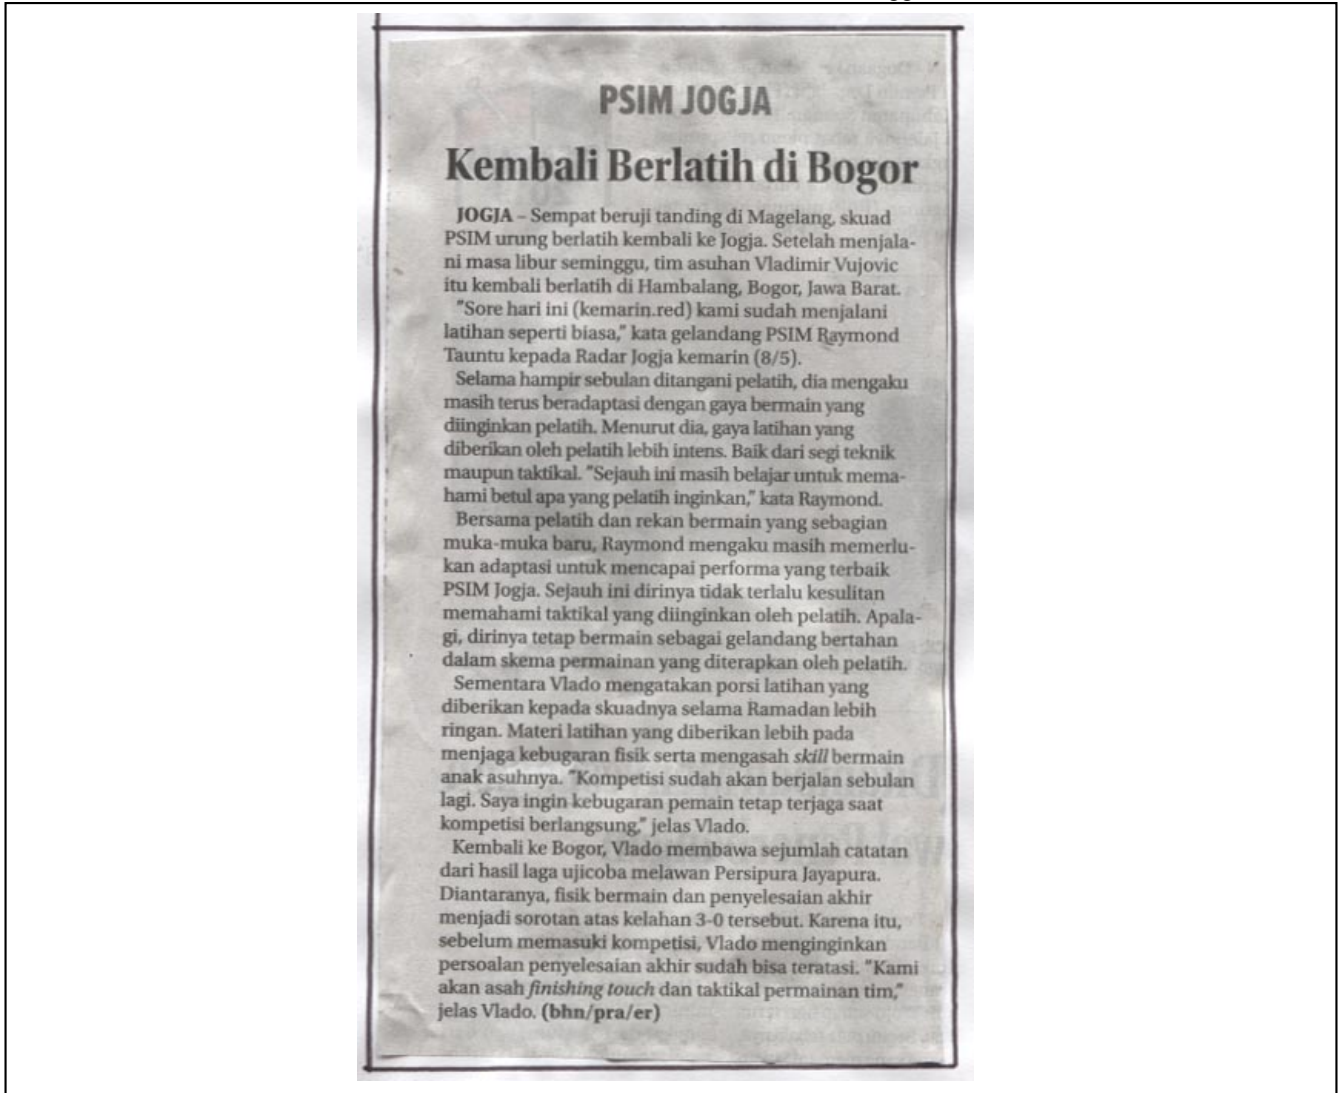 PSIM JOGJA
Kembali Berlatih di Bogor
JOGJA – Sempat beruji tanding di Magelang, skuad
PSIM urung berlatih kembali ke Jogja. Setelah menjala-
ni masa libur seminggu, tim asuhan Vladimir Vujovic
itu kembali berlatih di Hambalang, Bogor, Jawa Barat.
"Sore hari ini (kemarin.red) kami sudah menjalani
latihan seperti biasa," kata gelandang PSIM Raymond
Tauntu kepada Radar Jogja kemarin (8/5).
Selama hampir sebulan ditangani pelatih, dia mengaku
masih terus beradaptasi dengan gaya bermain yang
diinginkan pelatih. Menurut dia, gaya latihan yang
diberikan oleh pelatih lebih intens. Baik dari segi teknik
maupun taktikal. "Sejauh ini masih belajar untuk mema-
hami betul apa yang pelatih inginkan," kata Raymond.
Bersama pelatih dan rekan bermain yang sebagian
muka-muka baru, Raymond mengaku masih memerlu-
kan adaptasi untuk mencapai performa yang terbaik
PSIM Jogja. Sejauh ini dirinya tidak terlalu kesulitan
memahami taktikal yang diinginkan oleh pelatih. Apala-
gi, dirinya tetap bermain sebagai gelandang bertahan
dalam skema permainan yang diterapkan oleh pelatih.
Sementara Vlado mengatakan porsi latihan yang
diberikan kepada skuadnya selama Ramadan lebih
ringan. Materi latihan yang diberikan lebih pada
menjaga kebugaran fisik serta mengasah skill bermain
anak asuhnya. "Kompetisi sudah akan berjalan sebulan
lagi. Saya ingin kebugaran pemain tetap terjaga saat
kompetisi berlangsung," jelas Vlado.
Kembali ke Bogor, Vlado membawa sejumlah catatan
dari hasil laga ujicoba melawan Persipura Jayapura.
Diantaranya, fisik bermain dan penyelesaian akhir
menjadi sorotan atas kelahan 3-0 tersebut. Karena itu,
sebelum memasuki kompetisi, Vlado menginginkan
persoalan penyelesaian akhir sudah bisa teratasi. "Kami
akan asah finishing touch dan taktikal permainan tim,"
jelas Vlado. (bhn/pra/er)